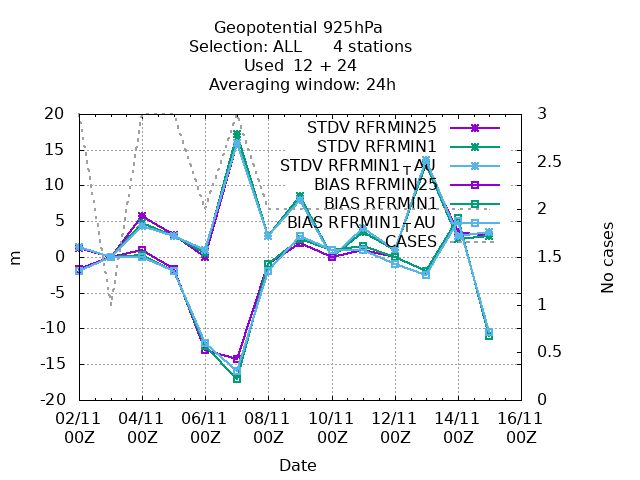 Geopotential 925hPa
Selection: ALL 4 stations
Used 12 + 24
Averaging window: 24h
20
15
10
5
0
-5
-10
-15
-20
m
3
2.5
2
1.5
1
0.5
0
No cases
STDV RFRMIN25
STDV RFRMIN1
STDV RFRMIN1_TAU
BIAS RFRMIN25
BIAS RFRMIN1
BIAS RFRMIN1_TAU
CASES
02/11 04/11 06/11 08/11 10/11 12/11 14/11 16/11
00Z 00Z 00Z 00Z 00Z 00Z 00Z 00Z
Date